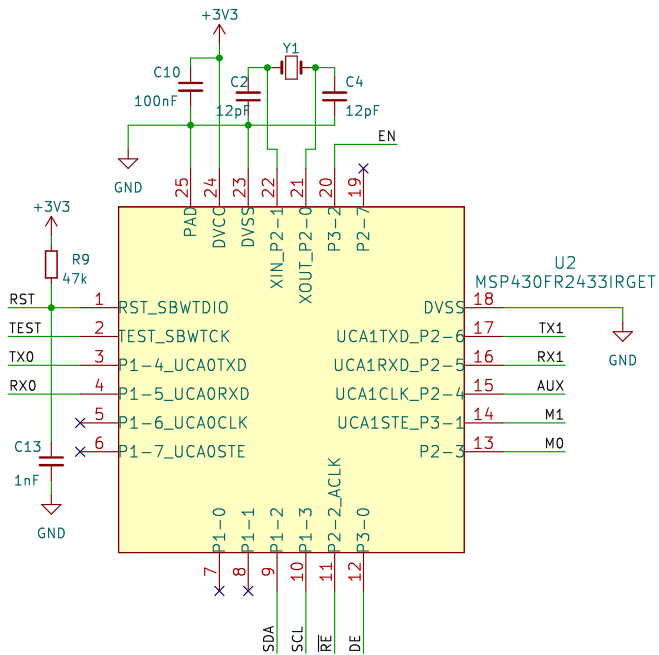 +3V3
Y1
C10
100nF
C2
12pF
C4
12pF
EN
GND
25
24
23
22
21
20
19
PAD
DVCC
DVSS
XIN_P2-1
XOUT_P2-0
P3-2
P2-7
+3V3
R9
47k
U2
MSP430FR2433IRGET
RST
1
RST_SBWTDIO
DVSS
18
GND
TEST
2
TEST_SBWTCK
UCA1TXD_P2-6
17
TX1
TX0
3
P1-4_UCA0TXD
UCA1RXD_P2-5
16
RX1
RX0
4
P1-5_UCA0RXD
UCA1CLK_P2-4
15
AUX
5
P1-6_UCA0CLK
UCA1STE_P3-1
14
M1
6
P1-7_UCA0STE
P2-3
13
M0
C13
1nF
GND
P1-0
P1-1
P1-2
P1-3
P2-2_ACLK
P3-0
7
8
9
10
11
12
SDA
SCL
RE
DE